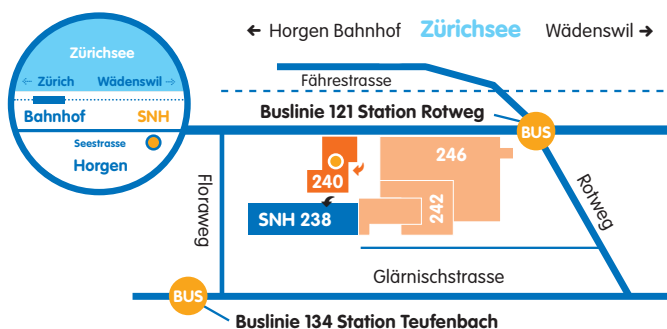 Zürichsee
← Zürich Wädenswil →
Bahnhof SNH
Seestrasse
Horgen
← Horgen Bahnhof Zürichsee Wädenswil →
Fährestrasse
Buslinie 121 Station Rotweg
BUS
246
240
242
SNH 238
Floraweg
Rotweg
Glärnischstrasse
BUS
Buslinie 134 Station Teufenbach